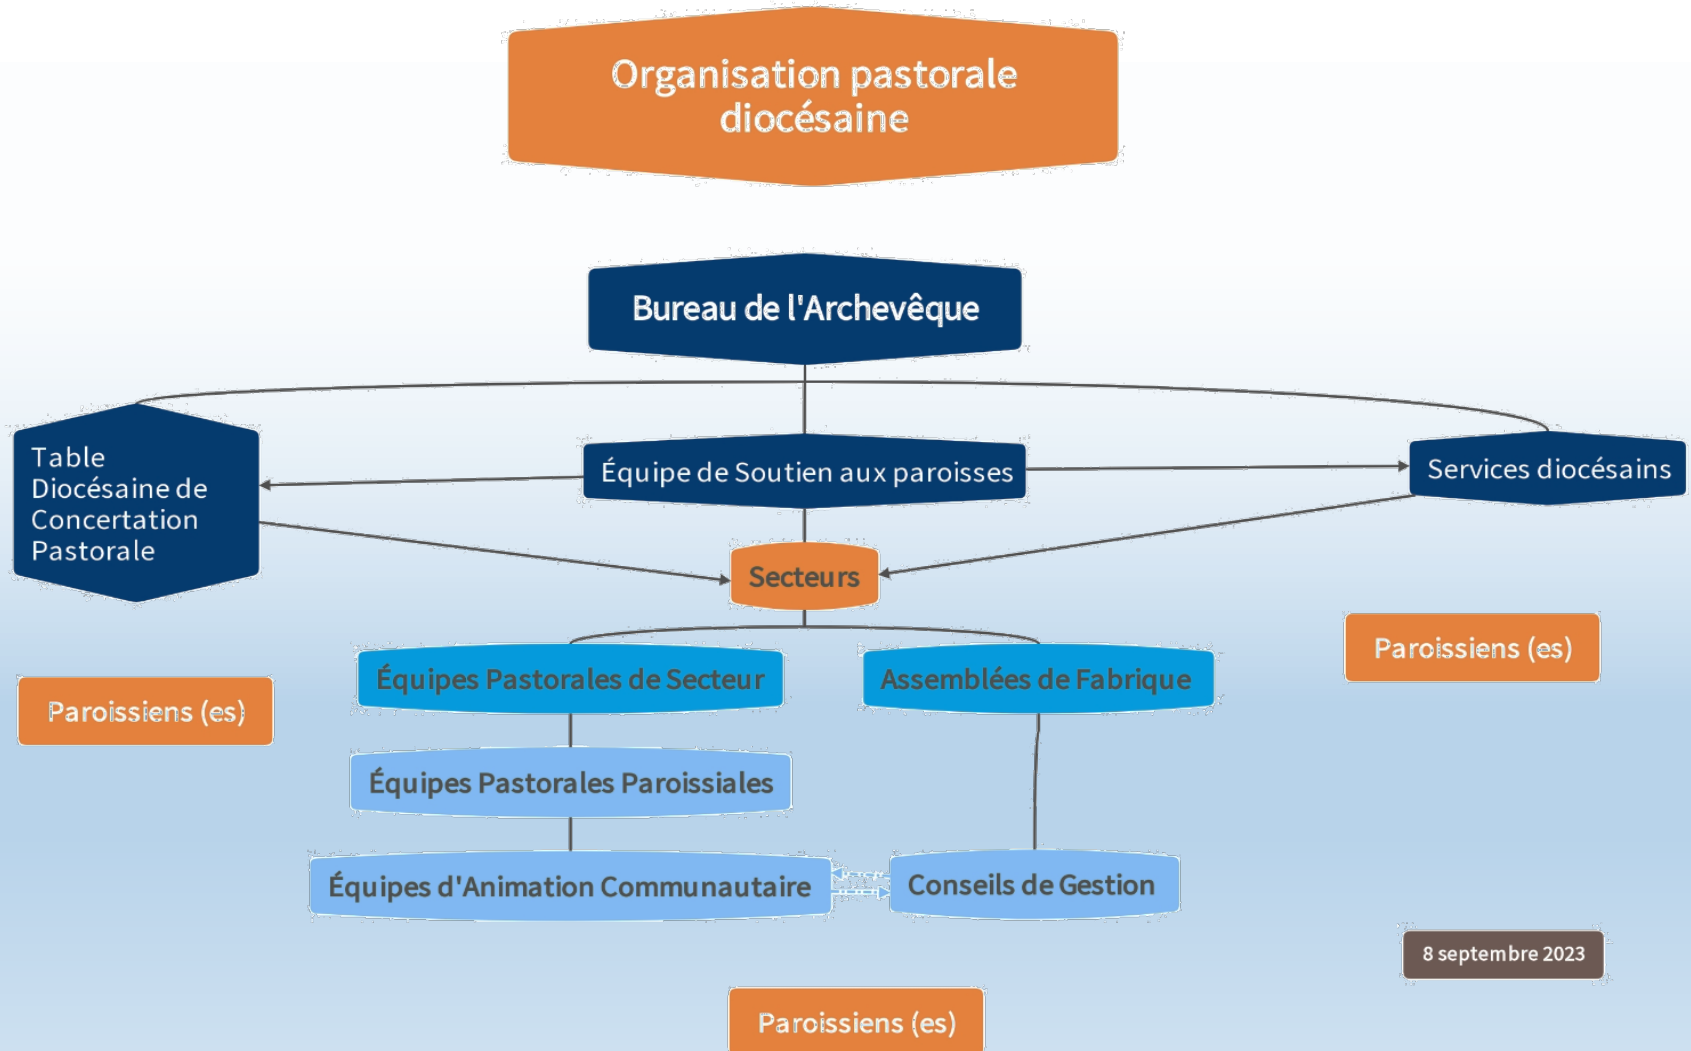 Organisation pastorale
diocésaine
Bureau de l'Archevêque
Table
Diocésaine de
Concertation
Pastorale
Équipe de Soutien aux paroisses
Services diocésains
Secteurs
Équipes Pastorales de Secteur
Assemblées de Fabrique
Paroissiens (es)
Paroissiens (es)
Équipes Pastorales Paroissiales
Équipes d'Animation Communautaire
Conseils de Gestion
8 septembre 2023
Paroissiens (es)